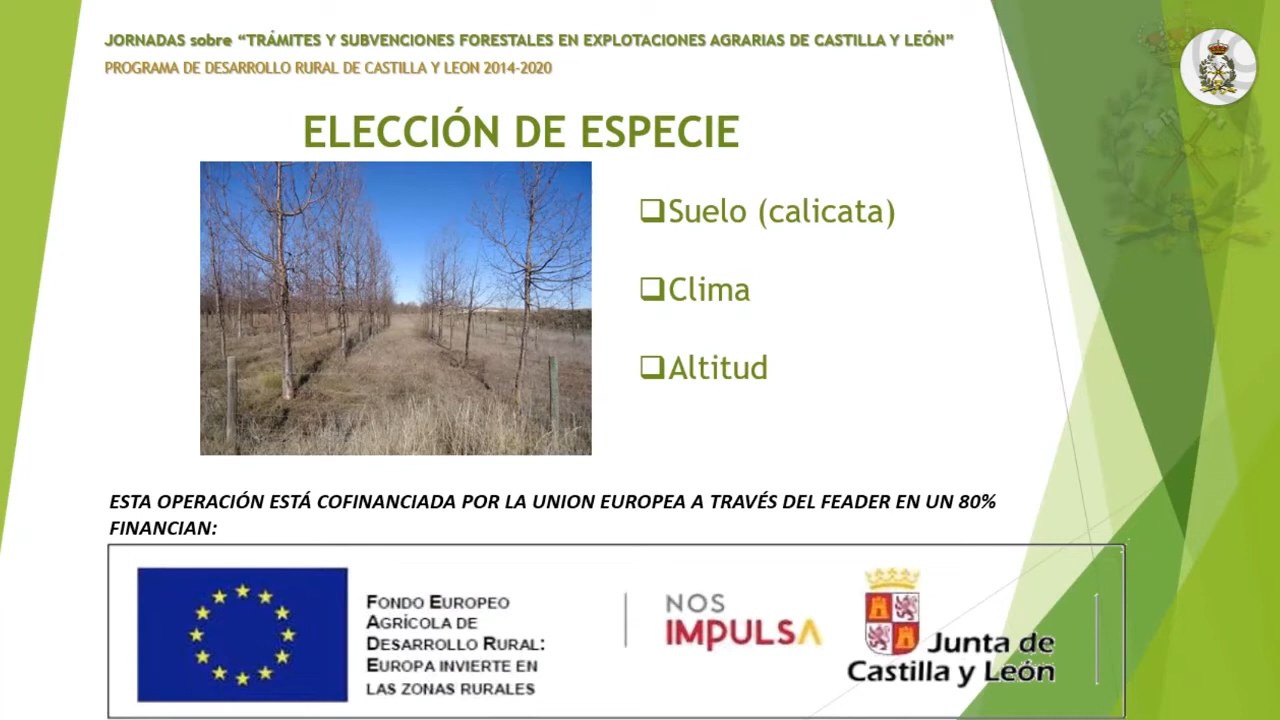 JORNADAS sobre “TRÁMITES Y SUBVENCIONES FORESTALES EN EXPLOTACIONES AGRARIAS DE CASTILLA Y LEÓN”
PROGRAMA DE DESARROLLO RURAL DE CASTILLA Y LEON 2014-2020
ELECCIÓN DE ESPECIE
Suelo (calicata)
Clima
Altitud
ESTA OPERACIÓN ESTÁ COFINANCIADA POR LA UNION EUROPEA A TRAVÉS DEL FEADER EN UN 80%
FINANCIAN:
FONDO EUROPEO
AGRÍCOLA DE
DESARROLLO RURAL:
EUROPA INVIERTE EN
LAS ZONAS RURALES
NOS
IMPULSA
Junta de
Castilla y León